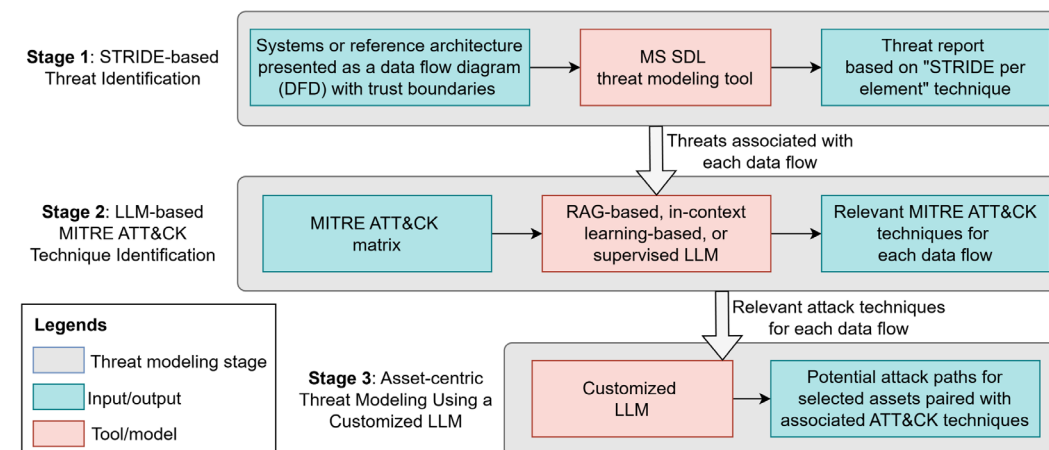 Stage 1: STRIDE-based
Threat Identification
Systems or reference architecture
presented as a data flow diagram
(DFD) with trust boundaries
MS SDL
threat modeling tool
Threat report
based on "STRIDE per
element" technique
Threats associated with
each data flow
Stage 2: LLM-based
MITRE ATT&CK
Technique Identification
MITRE ATT&CK
matrix
RAG-based, in-context
learning-based, or
supervised LLM
Relevant MITRE ATT&CK
techniques for
each data flow
Relevant attack techniques
for each data flow
Legends
Threat modeling stage
Input/output
Tool/model
Stage 3: Asset-centric
Threat Modeling Using a
Customized LLM
Customized
LLM
Potential attack paths for
selected assets paired with
associated ATT&CK techniques